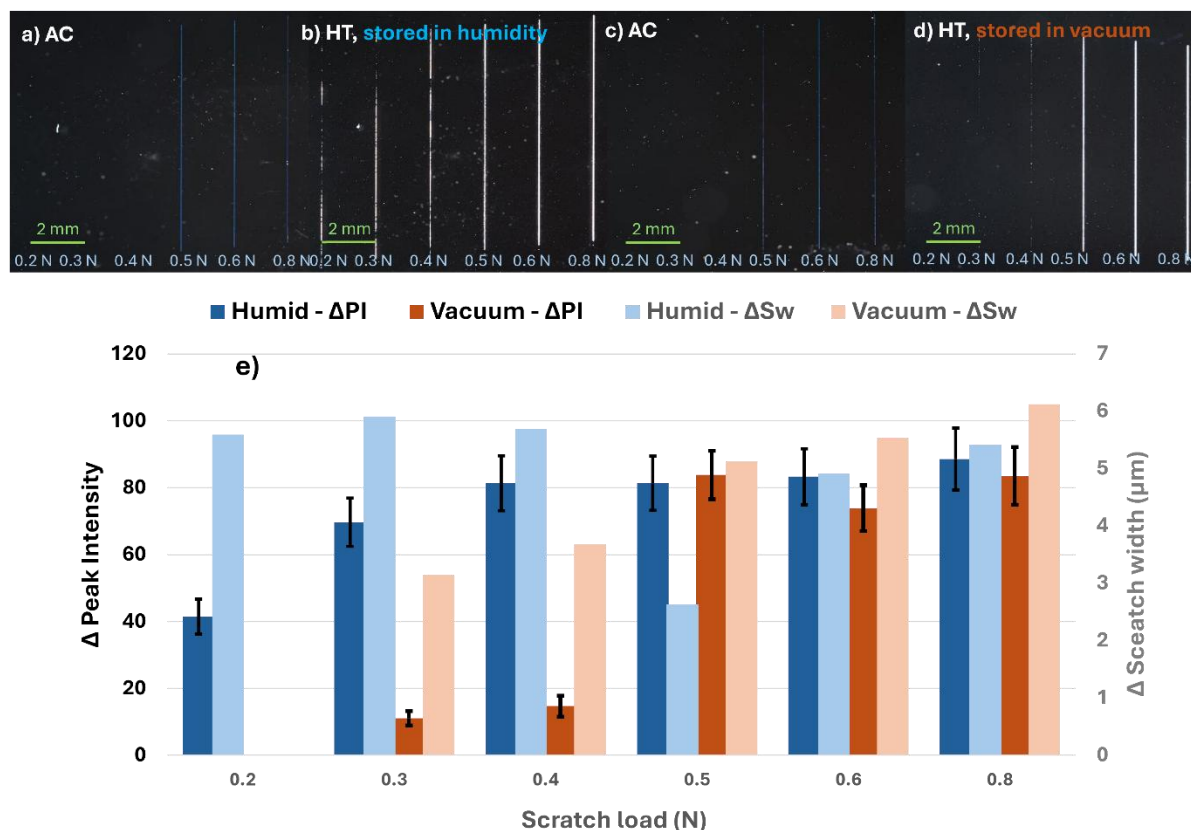 a) AC
b) HT, stored in humidity
c) AC
d) HT, stored in vacuum
2 mm
2 mm
2 mm
2 mm
0.2 N 0.3 N 0.4 N 0.5 N 0.6 N 0.8 N
0.2 N 0.3 N 0.4 N 0.5 N 0.6 N 0.8 N
0.2 N 0.3 N 0.4 N 0.5 N 0.6 N 0.8 N
0.2 N 0.3 N 0.4 N 0.5 N 0.6 N 0.8 N
Humid - ΔPI Vacuum - ΔPI Humid - ΔSw Vacuum - ΔSw
e)
Δ Peak Intensity
120
100
80
60
40
20
0
7
6
5
4
3
2
1
0
Δ Sceatch width (μm)
0.2 0.3 0.4 0.5 0.6 0.8
Scratch load (N)